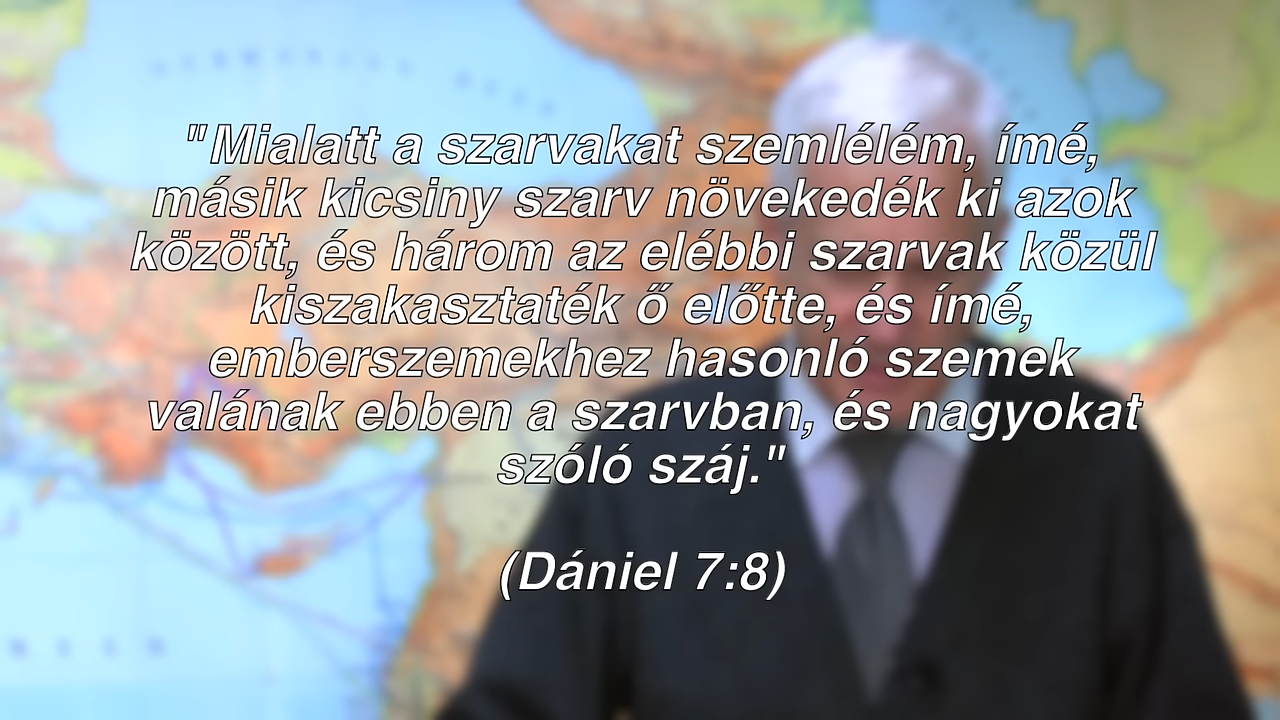 "Mialatt a szarvakat szemlélém, ímé,
másik kicsiny szarv növekedék ki azok
között, és három az elébbi szarvak közül
kiszakasztaték ő előtte, és ímé,
emberszemekhez hasonló szemek
valának ebben a szarvban, és nagyokat
szóló száj."
(Dániel 7:8)